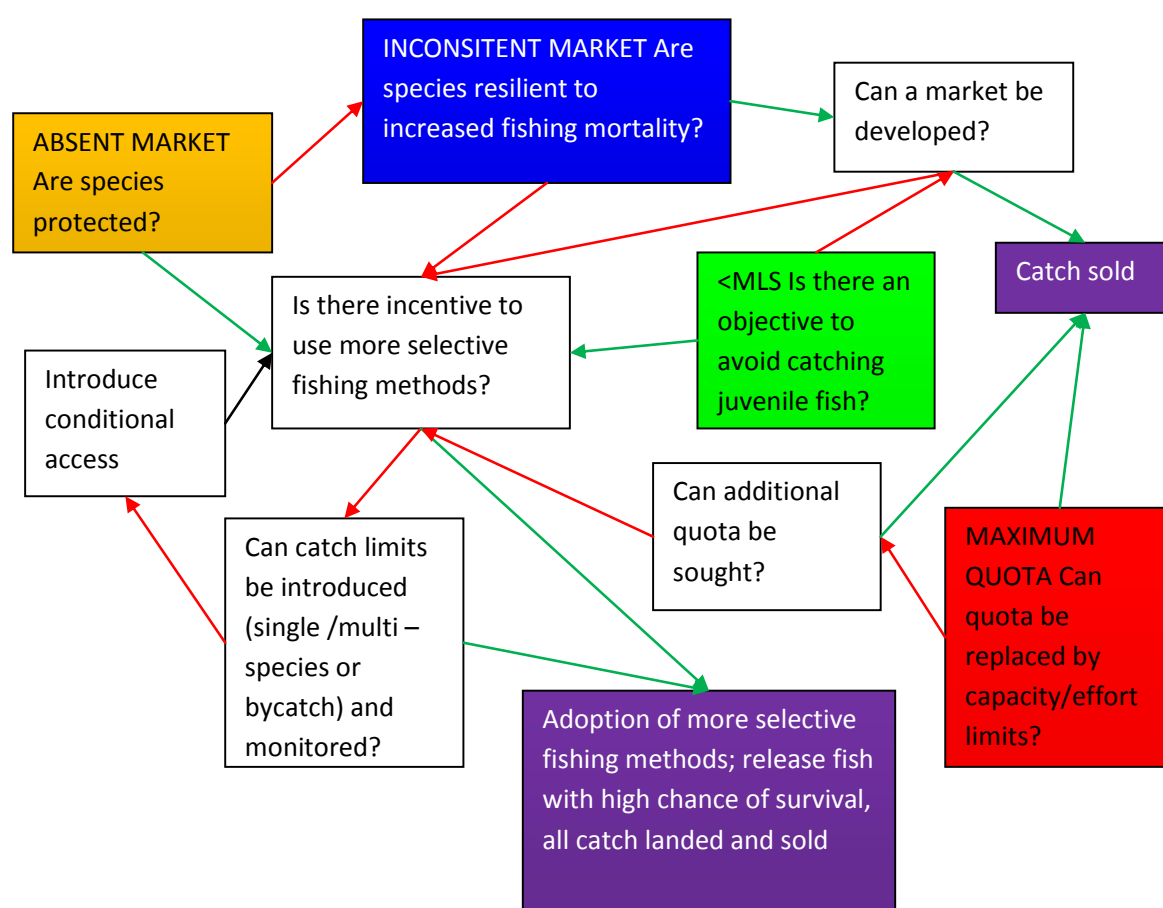 INCONSITENT MARKET Are
species resilient to
increased fishing mortality?
Can a market be
developed?
ABSENT MARKET
Are species
protected?
Catch sold
<MLS Is there an
objective to
avoid catching
juvenile fish?
Is there incentive to
use more selective
fishing methods?
Introduce
conditional
access
Can additional
quota be
sought?
MAXIMUM
QUOTA Can
quota be
replaced by
capacity/effort
limits?
Can catch limits
be introduced
(single /multi –
species or
bycatch) and
monitored?
Adoption of more selective
fishing methods; release fish
with high chance of survival,
all catch landed and sold